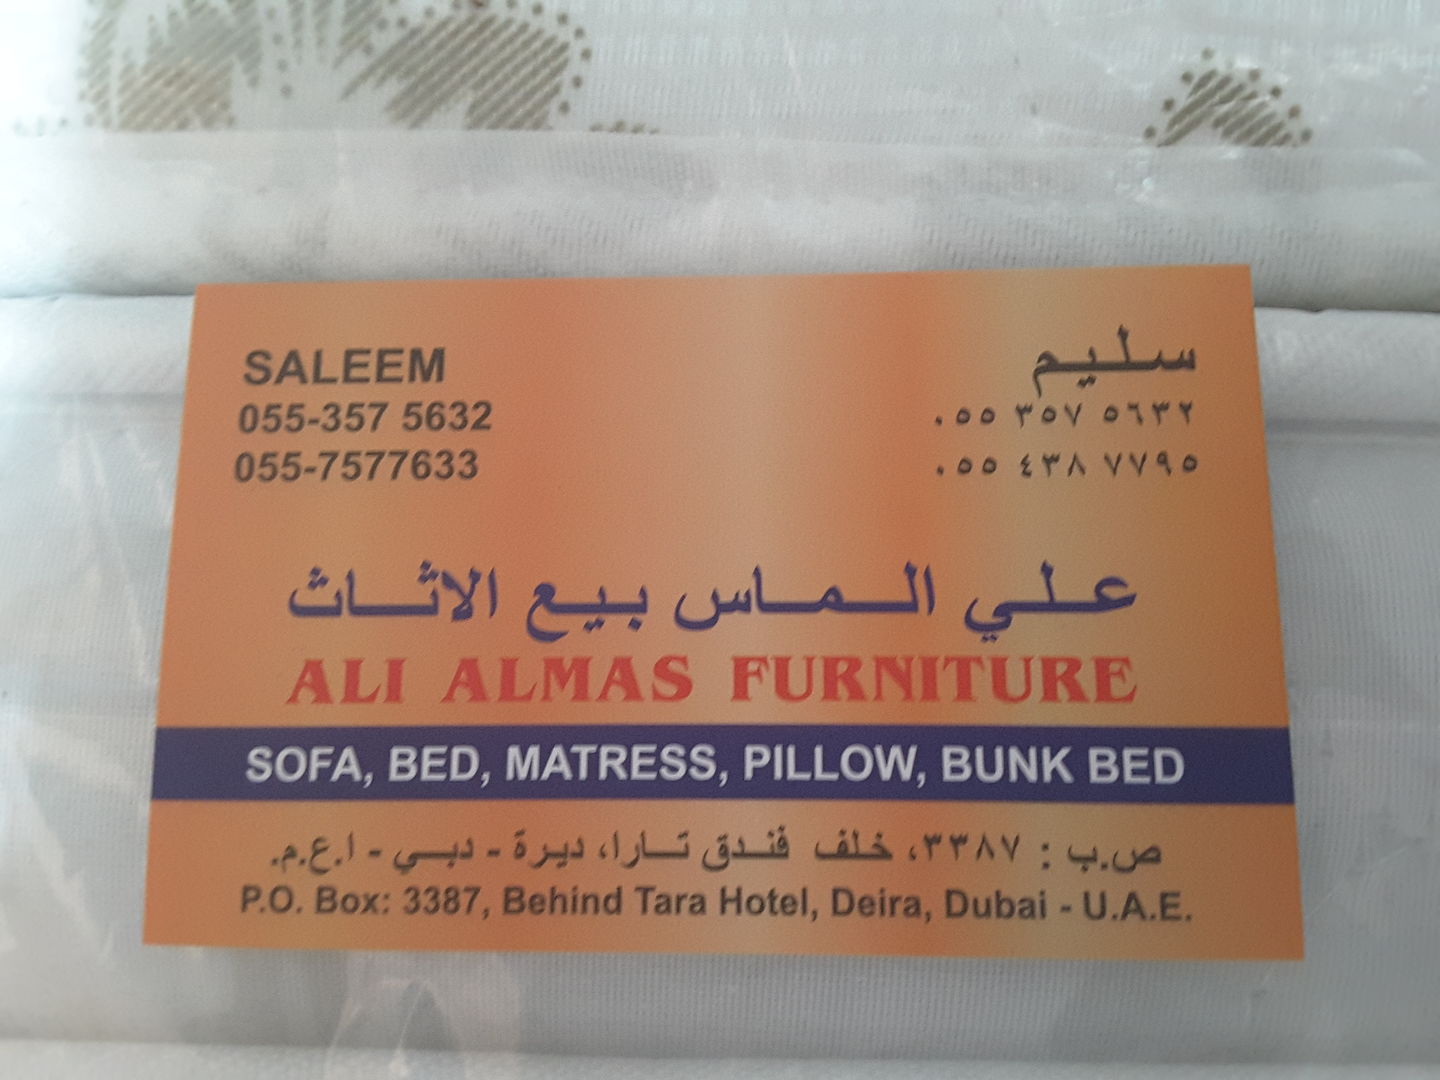 SALEEM
055-357 5632
055-7577633
سليم
٠٥٥ ٣٥٧ ٥٦٣٢
٠٥٥ ٤٣٨ ٧٧٩٥
علي الماس بيع الاثاث
ALI ALMAS FURNITURE
SOFA, BED, MATRESS, PILLOW, BUNK BED
ص.ب : ٣٣٨٧، خلف فندق تارا، ديرة - دبي - ا.ع.م.
P.O. Box: 3387, Behind Tara Hotel, Deira, Dubai - U.A.E.